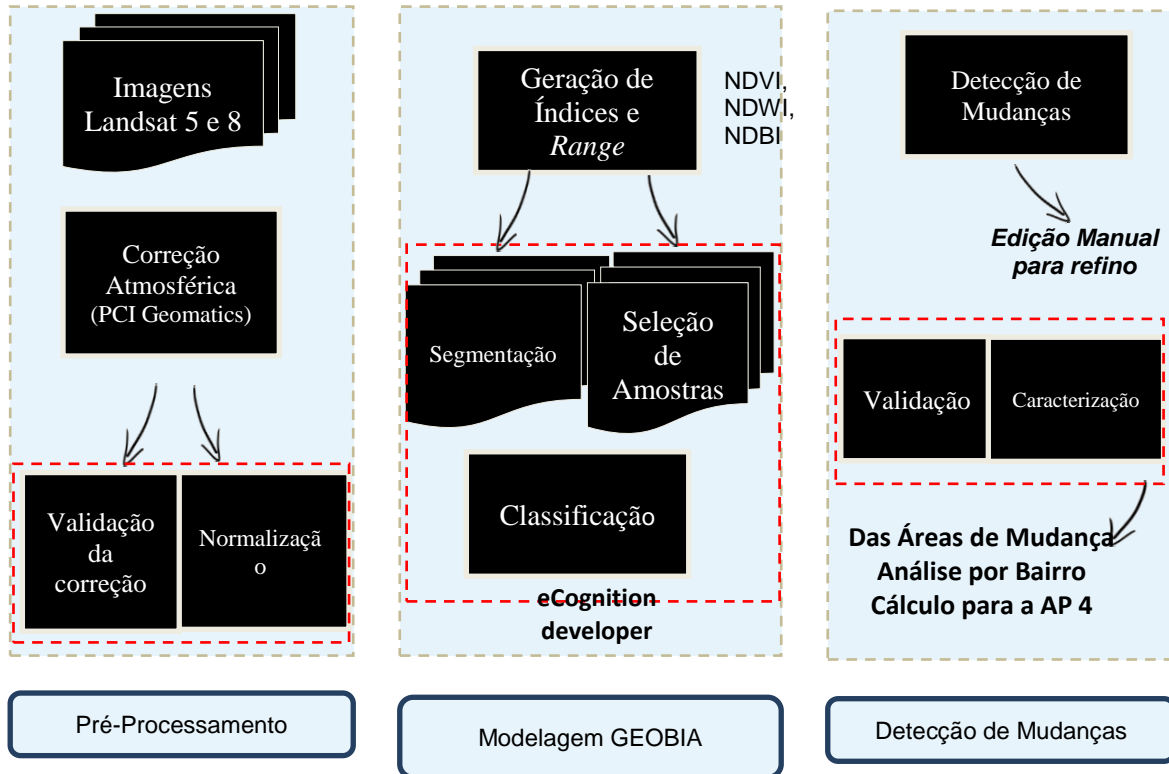 Imagens
Landsat 5 e 8
Correção
Atmosférica
(PCI Geomatics)
Validação
da
correção
Normalizaçã
o
Pré-Processamento
Geração de
Índices e
Range
NDVI,
NDWI,
NDBI
Segmentação
Seleção
de
Amostras
Classificação
eCognition
developer
Modelagem GEOBIA
Detecção de
Mudanças
Edição Manual
para refino
Validação
Caracterização
Das Áreas de Mudança
Análise por Bairro
Cálculo para a AP 4
Detecção de Mudanças